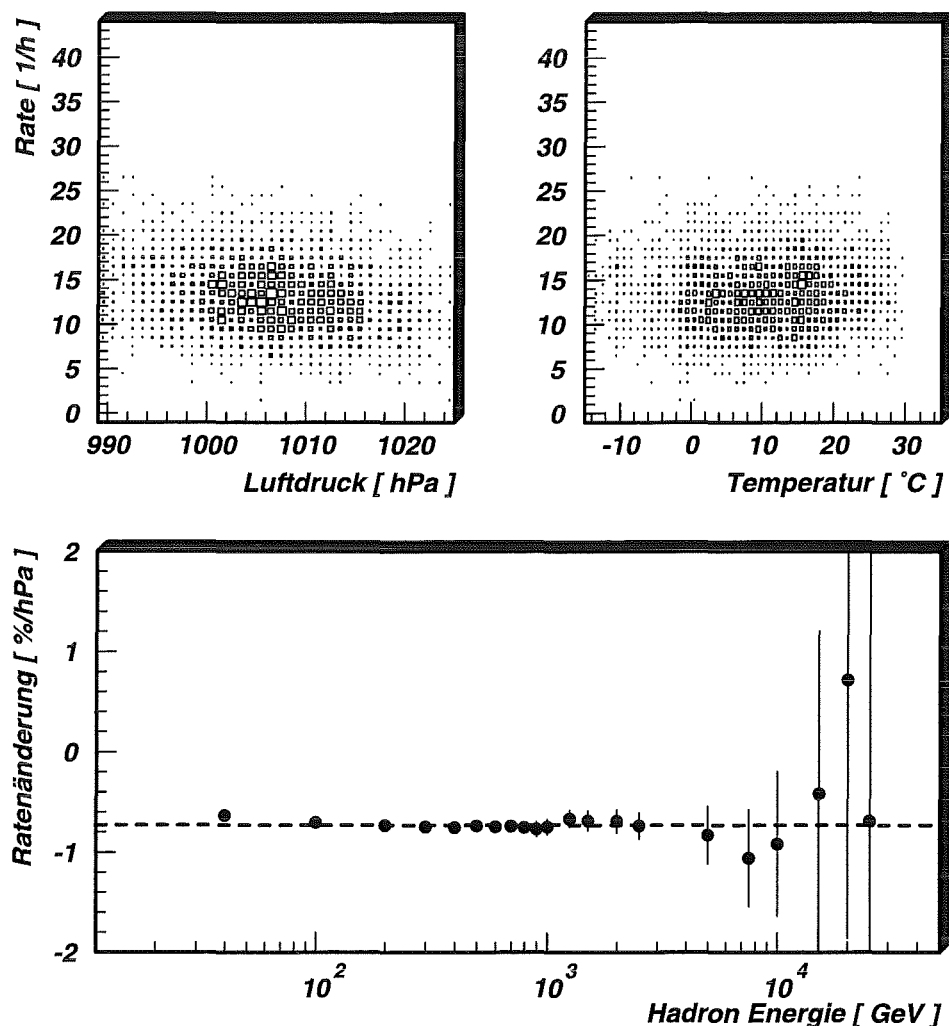 Rate [ 1/h ]
40
35
30
25
20
15
10
5
0
990 1000 1010 1020
Luftdruck [ hPa ]
40
35
30
25
20
15
10
5
0
-10 0 10 20 30
Temperatur [ °C ]
Ratenänderung [ %/hPa ]
2
1
0
-1
-2
10² 10³ 10⁴
Hadron Energie [ GeV ]